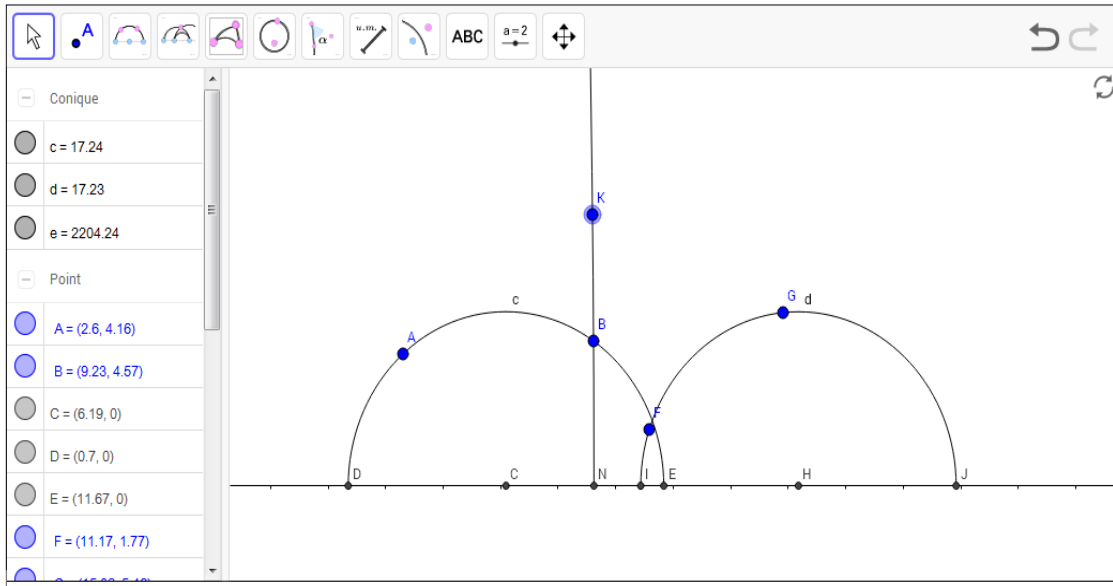 A
α
u.m.
ABC
a=2
Conique
c = 17.24
d = 17.23
e = 2204.24
Point
A = (2.6, 4.16)
B = (9.23, 4.57)
C = (6.19, 0)
D = (0.7, 0)
E = (11.67, 0)
F = (11.17, 1.77)
K
c
G d
A
B
F
D
C
N
I
E
H
J